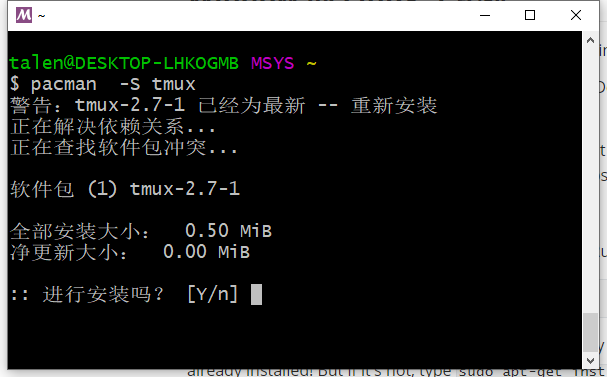 ~
talen@DESKTOP-LHKOGMB MSYS ~
$ pacman  -S tmux
警告：tmux-2.7-1 已经为最新 -- 重新安装
正在解决依赖关系...
正在查找软件包冲突...
软件包 (1) tmux-2.7-1
全部安装大小：  0.50 MiB
净更新大小：  0.00 MiB
:: 进行安装吗？ [Y/n]
already installed! But if it's not, type sudo apt-get inst